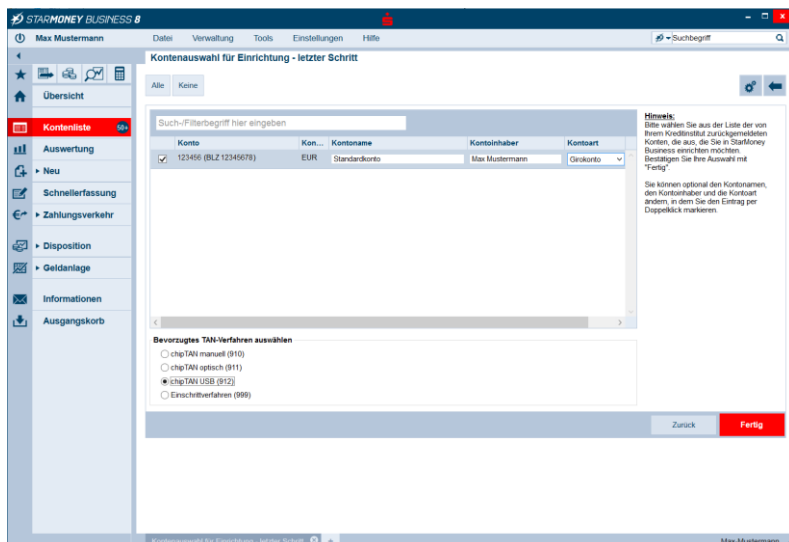 STARMONEY BUSINESS 8
Max Mustermann Datei Verwaltung Tools Einstellungen Hilfe Suchbegriff
Kontenauswahl für Einrichtung - letzter Schritt
Alle Keine
Übersicht
Kontenliste 50+
Auswertung
Neu
Schnellerfassung
Zahlungsverkehr
Disposition
Geldanlage
Informationen
Ausgangskorb
Such-/Filterbegriff hier eingeben
Konto Kon... Kontoname Kontoinhaber Kontoart
123456 (BLZ 12345678) EUR Standardkonto Max Mustermann Girokonto
Bevorzugtes TAN-Verfahren auswählen
chipTAN manuell (910)
chipTAN optisch (911)
chipTAN USB (912)
Einschrittverfahren (999)
Hinweis:
Bitte wählen Sie aus der Liste der von
Ihrem Kreditinstitut zurückgemeldeten
Konten, die aus, die Sie in StarMoney
Business einrichten möchten.
Bestätigen Sie Ihre Auswahl mit
"Fertig".
Sie können optional den Kontonamen,
den Kontoinhaber und die Kontoart
ändern, in dem Sie den Eintrag per
Doppelklick markieren.
Zurück Fertig
Kontenauswahl für Einrichtung - letzter Schritt
Max Mustermann